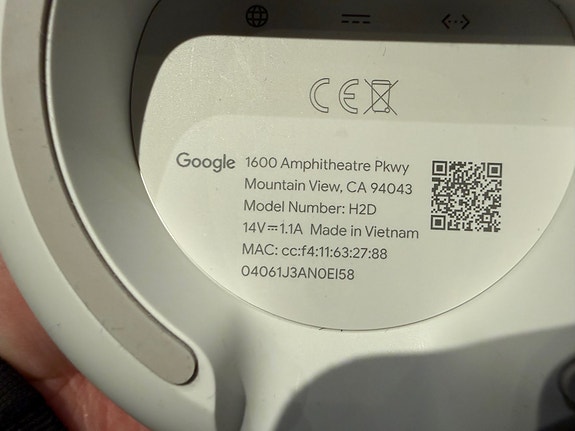 CE
Google 1600 Amphitheatre Pkwy
Mountain View, CA 94043
Model Number: H2D
14V⎓1.1A Made in Vietnam
MAC: cc:f4:11:63:27:88
04061J3AN0EI58